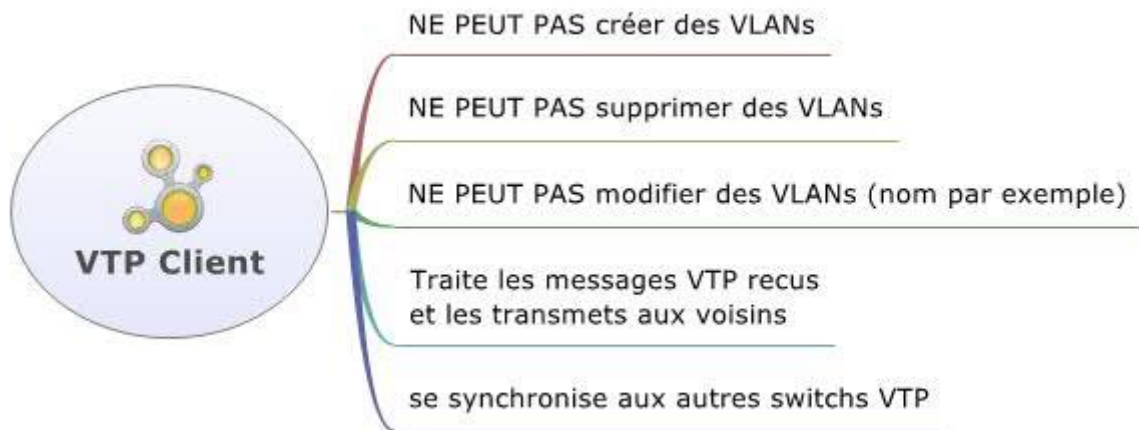 NE PEUT PAS créer des VLANs
NE PEUT PAS supprimer des VLANs
NE PEUT PAS modifier des VLANs (nom par exemple)
VTP Client
Traite les messages VTP recus
et les transmets aux voisins
se synchronise aux autres switchs VTP